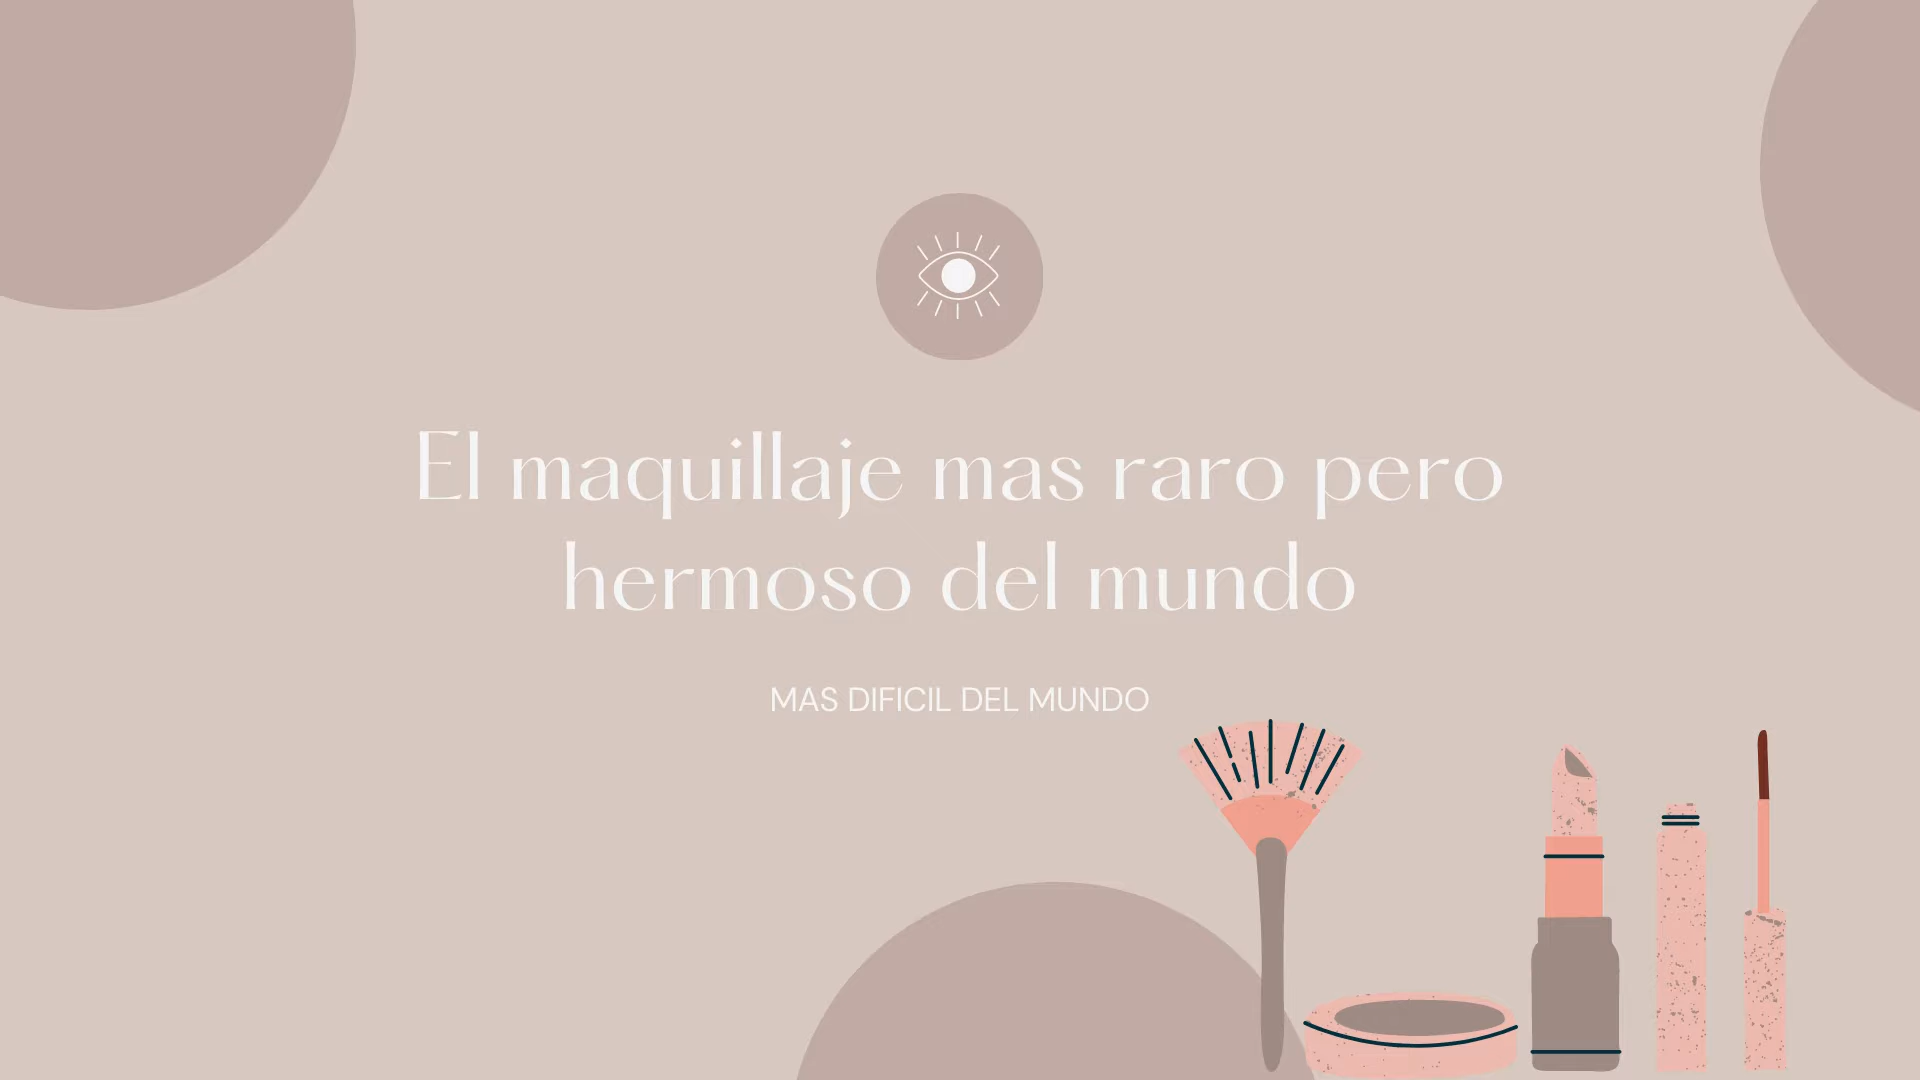 El maquillaje mas raro pero
hermoso del mundo
MAS DIFICIL DEL MUNDO